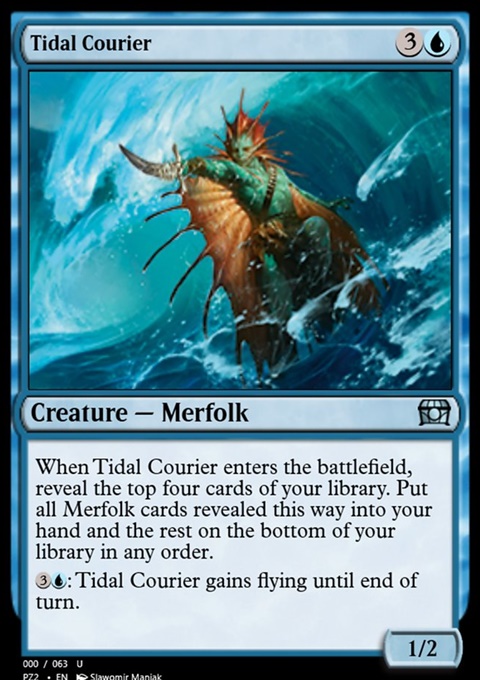 Tidal Courier 3
Creature — Merfolk
When Tidal Courier enters the battlefield,
reveal the top four cards of your library. Put
all Merfolk cards revealed this way into your
hand and the rest on the bottom of your
library in any order.
3: Tidal Courier gains flying until end of
turn.
1/2
000 / 063 U
PZ2 • EN Slawomir Maniak